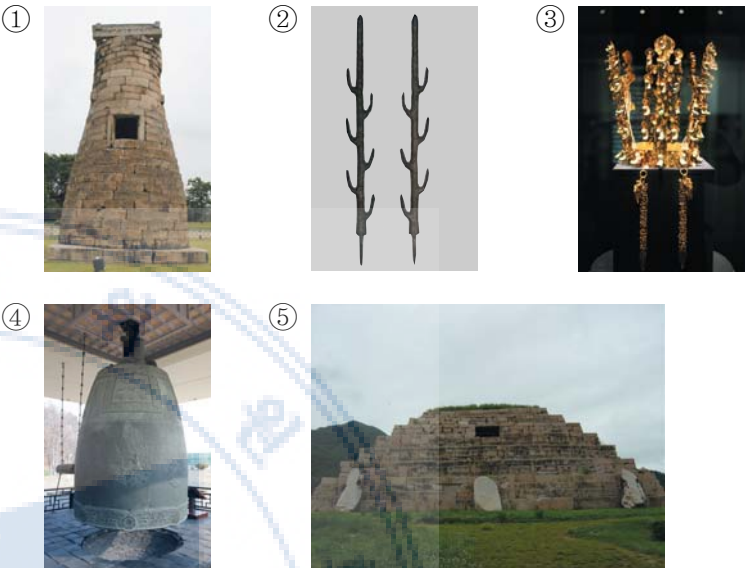 ① ② ③
④ ⑤